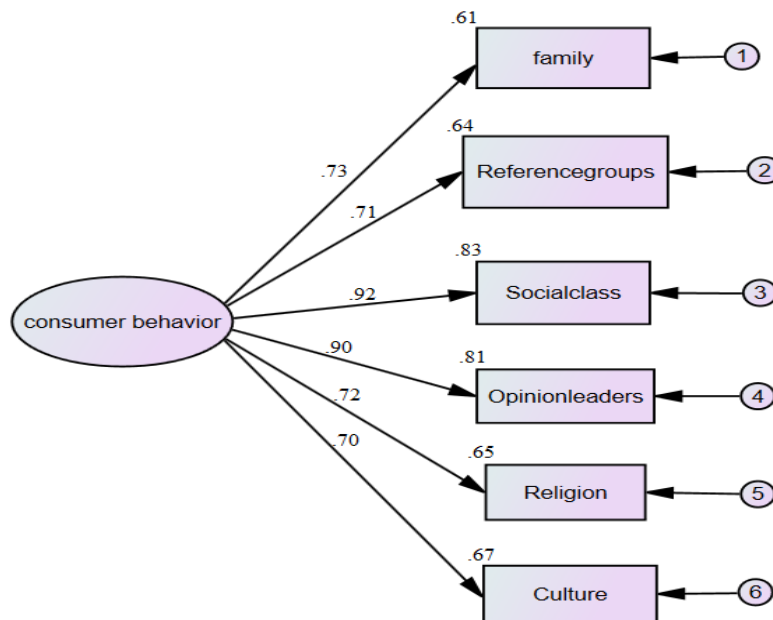 .61
family
1
.73
.64
Referencegroups
2
.71
.83
Socialclass
3
.92
consumer behavior
.90
.81
Opinionleaders
4
.72
.70
.65
Religion
5
.67
Culture
6